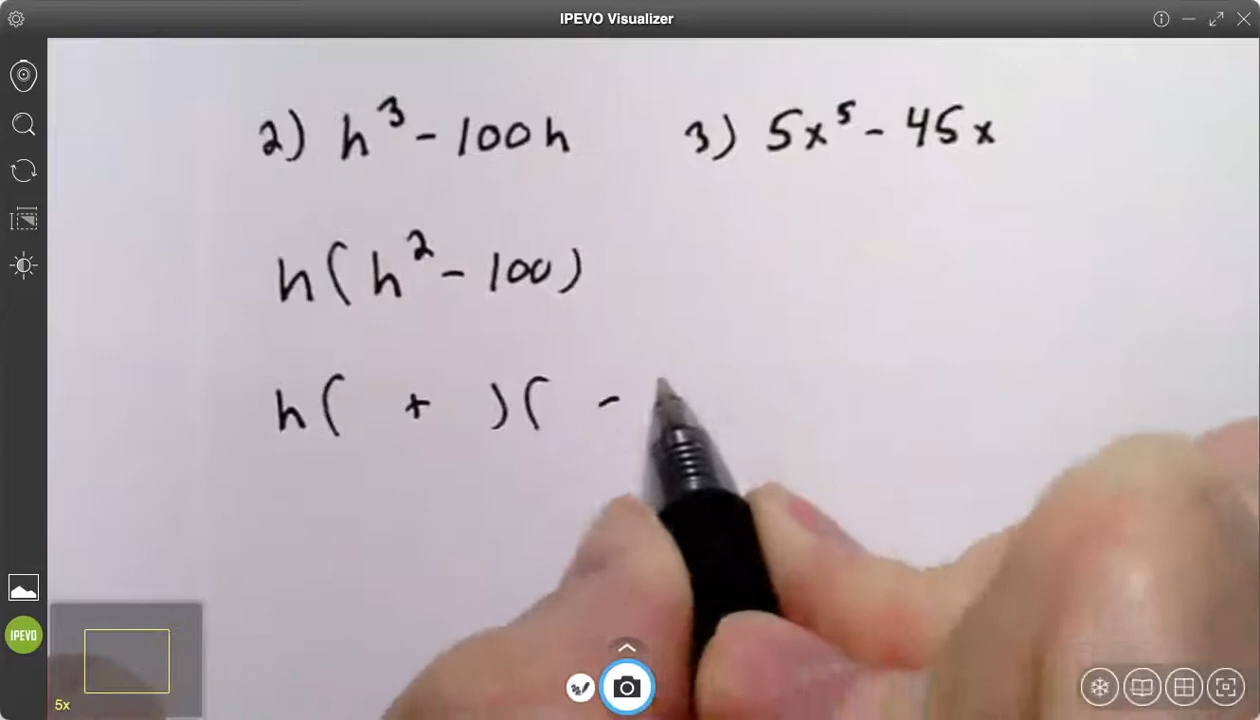 IPEVO Visualizer
2) h³ - 100h 3) 5x⁵ - 45x
h(h² - 100)
h( + )( -
IPEVO
5x